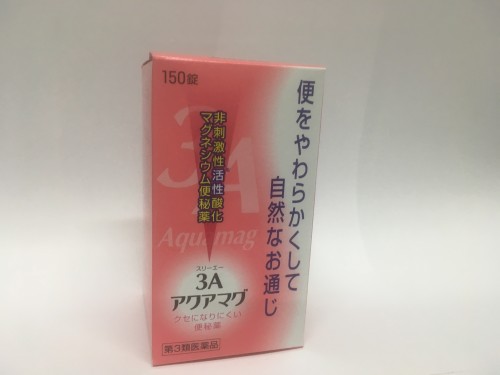 150錠
便をやわらかくして
自然なお通じ
非刺激性活性酸化
マグネシウム便秘薬
3A
Aquamag
スリーエー
3A
アクアマグ
クセになりにくい
便秘薬
第3類医薬品